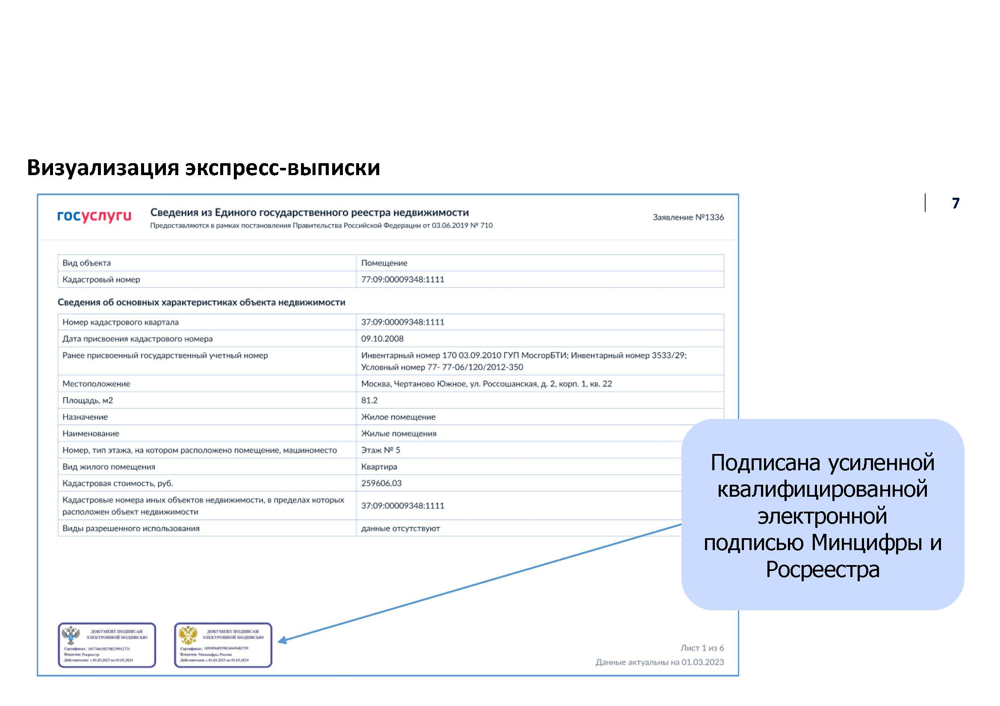 Визуализация экспресс-выписки
7
госуслуги
Сведения из Единого государственного реестра недвижимости
Предоставляются в рамках постановления Правительства Российской Федерации от 03.06.2019 № 710
Заявление №1336
Вид объекта
Помещение
Кадастровый номер
77:09:00009348:1111
Сведения об основных характеристиках объекта недвижимости
Номер кадастрового квартала
37:09:00009348:1111
Дата присвоения кадастрового номера
09.10.2008
Ранее присвоенный государственный учетный номер
Инвентарный номер 170 03.09.2010 ГУП МосгорБТИ; Инвентарный номер 3533/29;
Условный номер 77- 77-06/120/2012-350
Местоположение
Москва, Чертаново Южное, ул. Россошанская, д. 2, корп. 1, кв. 22
Площадь, м2
81.2
Назначение
Жилое помещение
Наименование
Жилые помещения
Номер, тип этажа, на котором расположено помещение, машиноместо
Этаж № 5
Вид жилого помещения
Квартира
Кадастровая стоимость, руб.
259606.03
Кадастровые номера иных объектов недвижимости, в пределах которых
расположен объект недвижимости
37:09:00009348:1111
Виды разрешенного использования
данные отсутствуют
Подписана усиленной
квалифицированной
электронной
подписью Минцифры и
Росреестра
ДОКУМЕНТ ПОДПИСАН
ЭЛЕКТРОННОЙ ПОДПИСЬЮ
Сертификат:
Владелец: Росреестр
Действителен: с 01.03.2023 по 01.03.2024
ДОКУМЕНТ ПОДПИСАН
ЭЛЕКТРОННОЙ ПОДПИСЬЮ
Сертификат:
Владелец: Минцифры России
Действителен: с 01.03.2023 по 01.03.2024
Лист 1 из 6
Данные актуальны на 01.03.2023